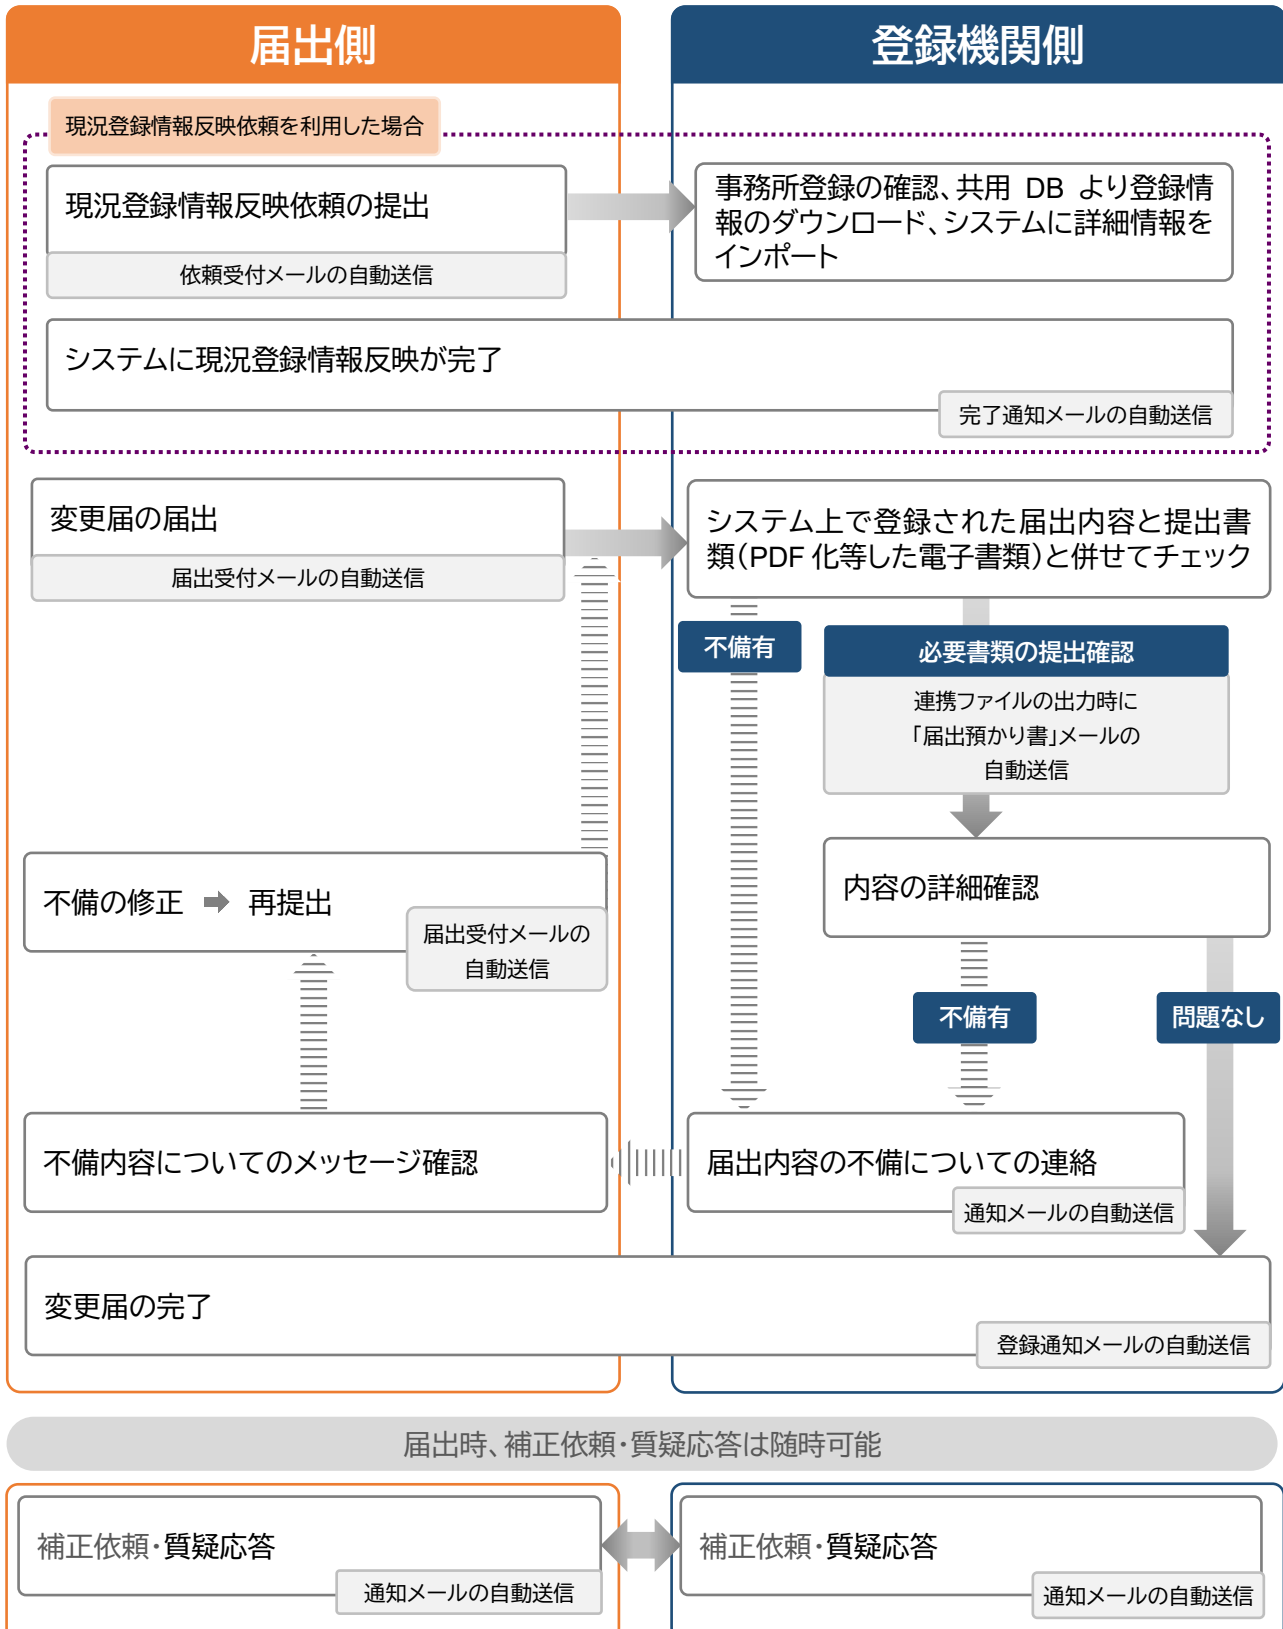 届出側
登録機関側
現況登録情報反映依頼を利用した場合
現況登録情報反映依頼の提出
依頼受付メールの自動送信
事務所登録の確認、共用 DB より登録情
報のダウンロード、システムに詳細情報を
インポート
システムに現況登録情報反映が完了
完了通知メールの自動送信
変更届の届出
届出受付メールの自動送信
システム上で登録された届出内容と提出書
類(PDF 化等した電子書類)と併せてチェック
不備有
必要書類の提出確認
連携ファイルの出力時に
「届出預かり書」メールの
自動送信
不備の修正 ➡ 再提出
届出受付メールの
自動送信
内容の詳細確認
不備有
問題なし
不備内容についてのメッセージ確認
届出内容の不備についての連絡
通知メールの自動送信
変更届の完了
登録通知メールの自動送信
届出時、補正依頼・質疑応答は随時可能
補正依頼・質疑応答
通知メールの自動送信
補正依頼・質疑応答
通知メールの自動送信